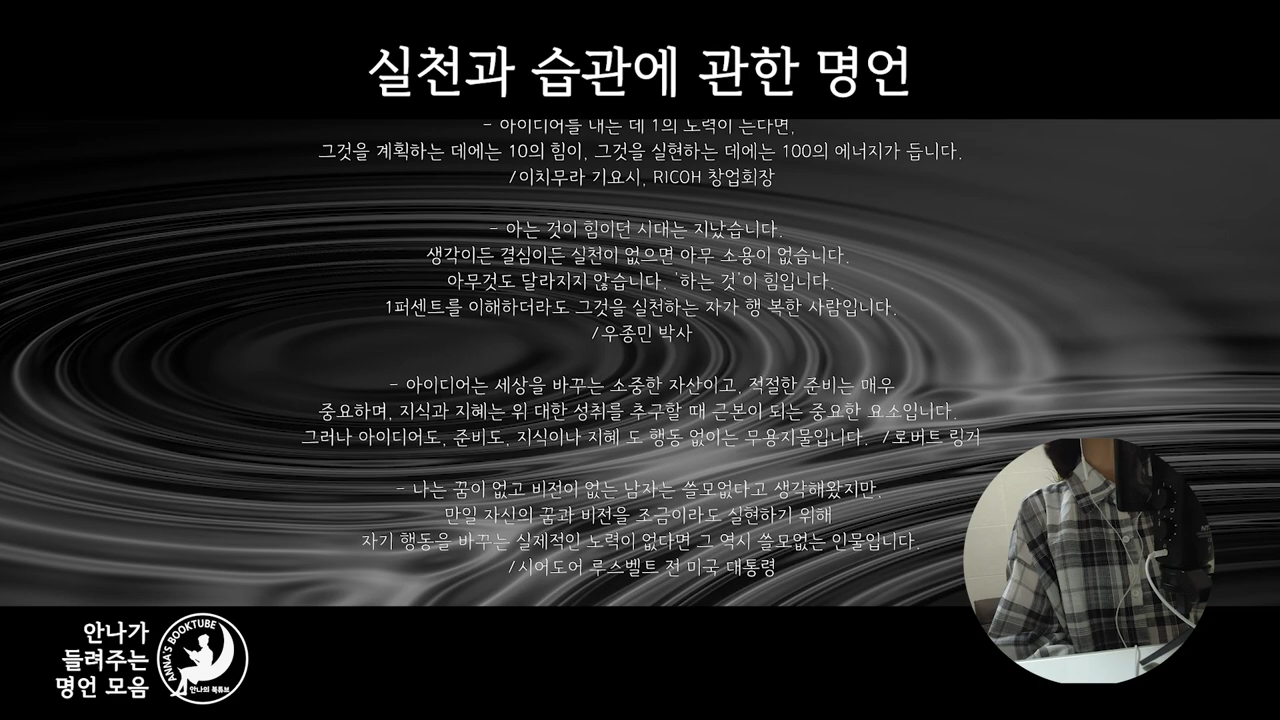 실천과 습관에 관한 명언
- 아이디어를 내는 데 1의 노력이 든다면,
그것을 계획하는 데에는 10의 힘이, 그것을 실현하는 데에는 100의 에너지가 듭니다.
/이치무라 기요시, RICOH 창업회장
- 아는 것이 힘이던 시대는 지났습니다.
생각이든 결심이든 실천이 없으면 아무 소용이 없습니다.
아무것도 달라지지 않습니다. '하는 것'이 힘입니다.
1퍼센트를 이해하더라도 그것을 실천하는 자가 행 복한 사람입니다.
/우종민 박사
- 아이디어는 세상을 바꾸는 소중한 자산이고, 적절한 준비는 매우
중요하며, 지식과 지혜는 위 대한 성취를 추구할 때 근본이 되는 중요한 요소입니다.
그러나 아이디어도, 준비도, 지식이나 지혜 도 행동 없이는 무용지물입니다. /로버트 링거
- 나는 꿈이 없고 비전이 없는 남자는 쓸모없다고 생각해왔지만,
만일 자신의 꿈과 비전을 조금이라도 실현하기 위해
자기 행동을 바꾸는 실제적인 노력이 없다면 그 역시 쓸모없는 인물입니다.
/시어도어 루스벨트 전 미국 대통령
안나가
들려주는
명언 모음
ANNA'S BOOKTUBE
안나의 북튜브